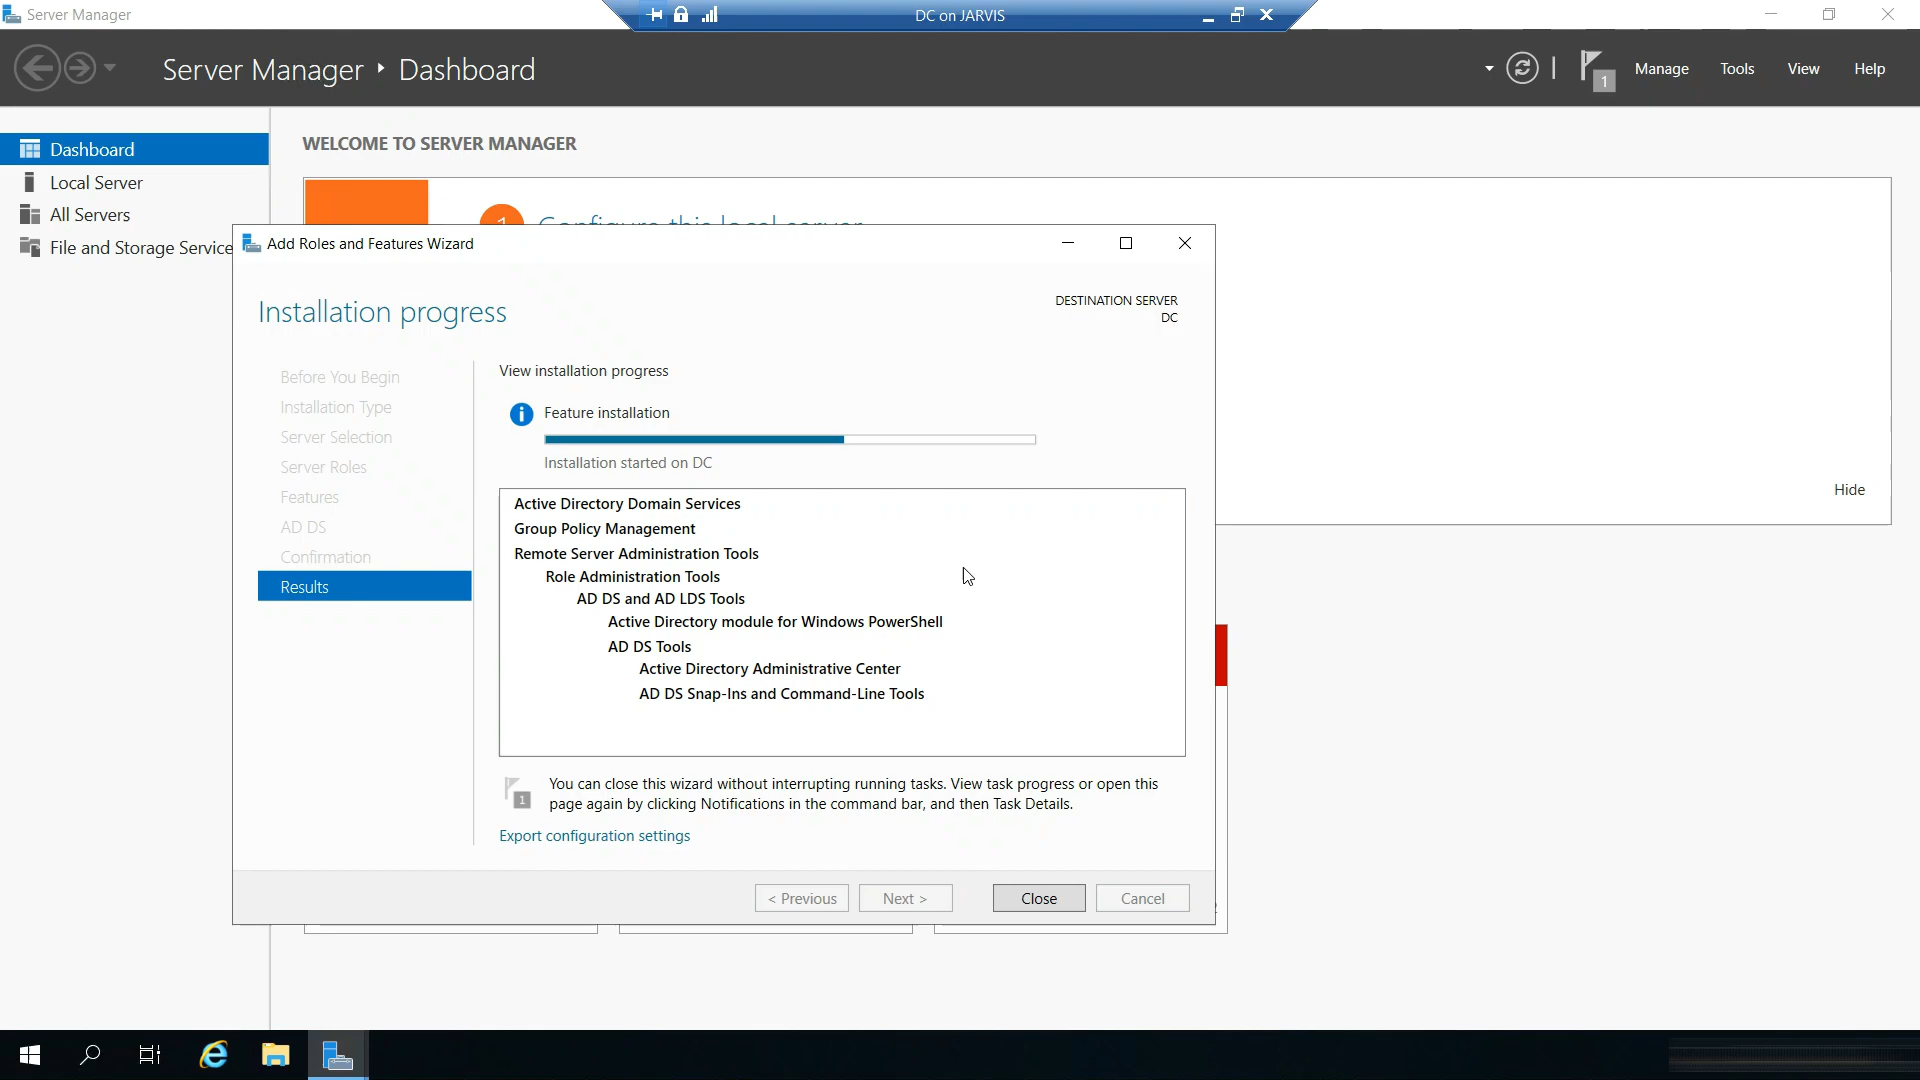 Server Manager
DC on JARVIS
Server Manager • Dashboard
1
Manage
Tools
View
Help
Dashboard
Local Server
All Servers
File and Storage Service
WELCOME TO SERVER MANAGER
1
Configure this local server
Hide
Add Roles and Features Wizard
Installation progress
DESTINATION SERVER
DC
Before You Begin
Installation Type
Server Selection
Server Roles
Features
AD DS
Confirmation
Results
View installation progress
Feature installation
Installation started on DC
Active Directory Domain Services
Group Policy Management
Remote Server Administration Tools
Role Administration Tools
AD DS and AD LDS Tools
Active Directory module for Windows PowerShell
AD DS Tools
Active Directory Administrative Center
AD DS Snap-Ins and Command-Line Tools
1
You can close this wizard without interrupting running tasks. View task progress or open this
page again by clicking Notifications in the command bar, and then Task Details.
Export configuration settings
< Previous
Next >
Close
Cancel